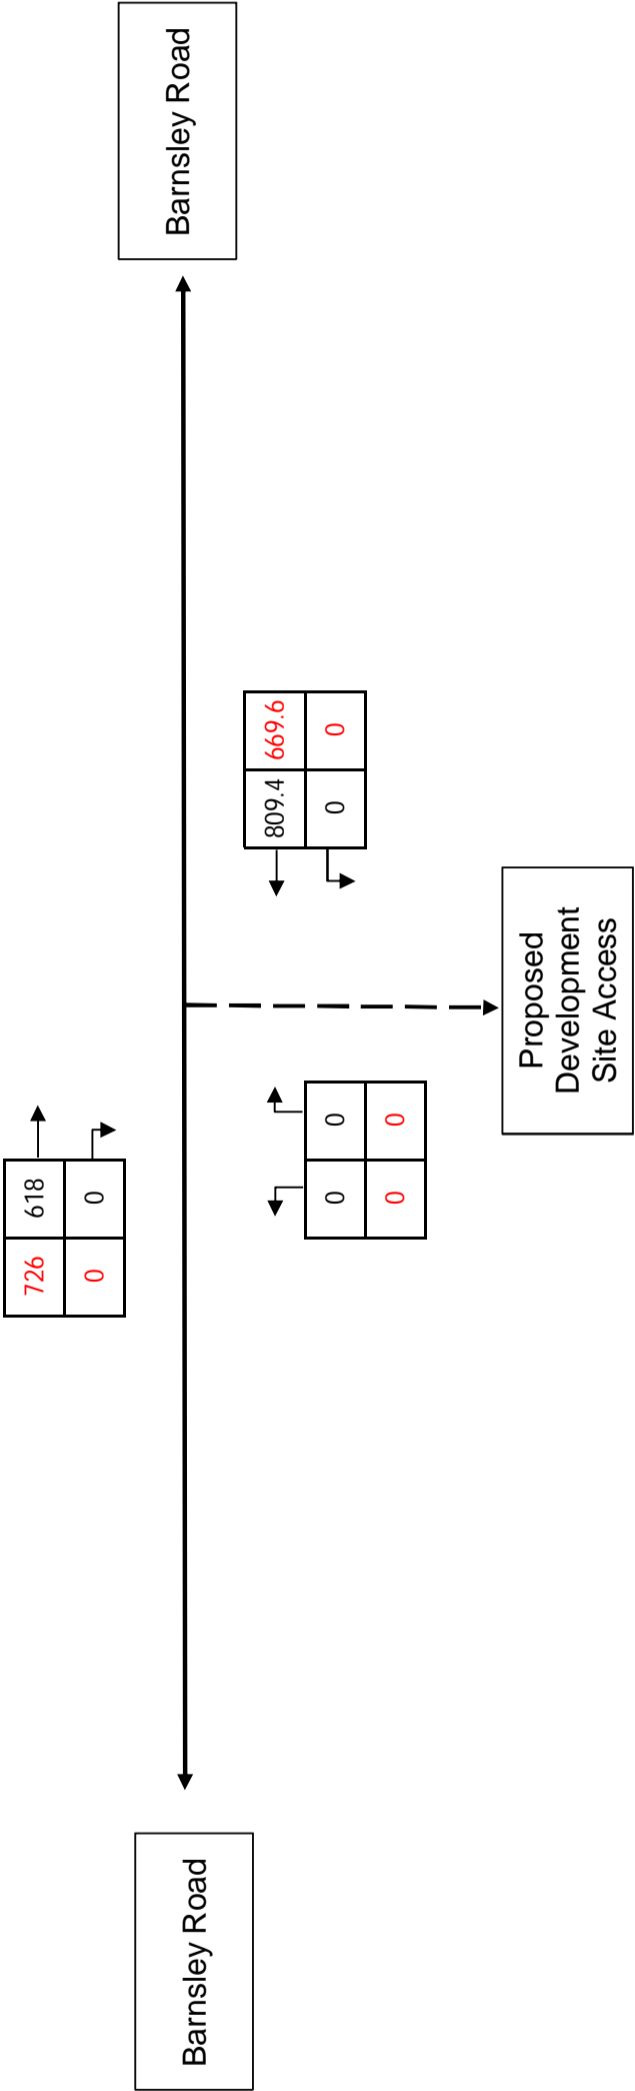 726 618
0 0
Barnsley Road
Barnsley Road
809.4 669.6
0 0
0 0
0 0
Proposed
Development
Site Access